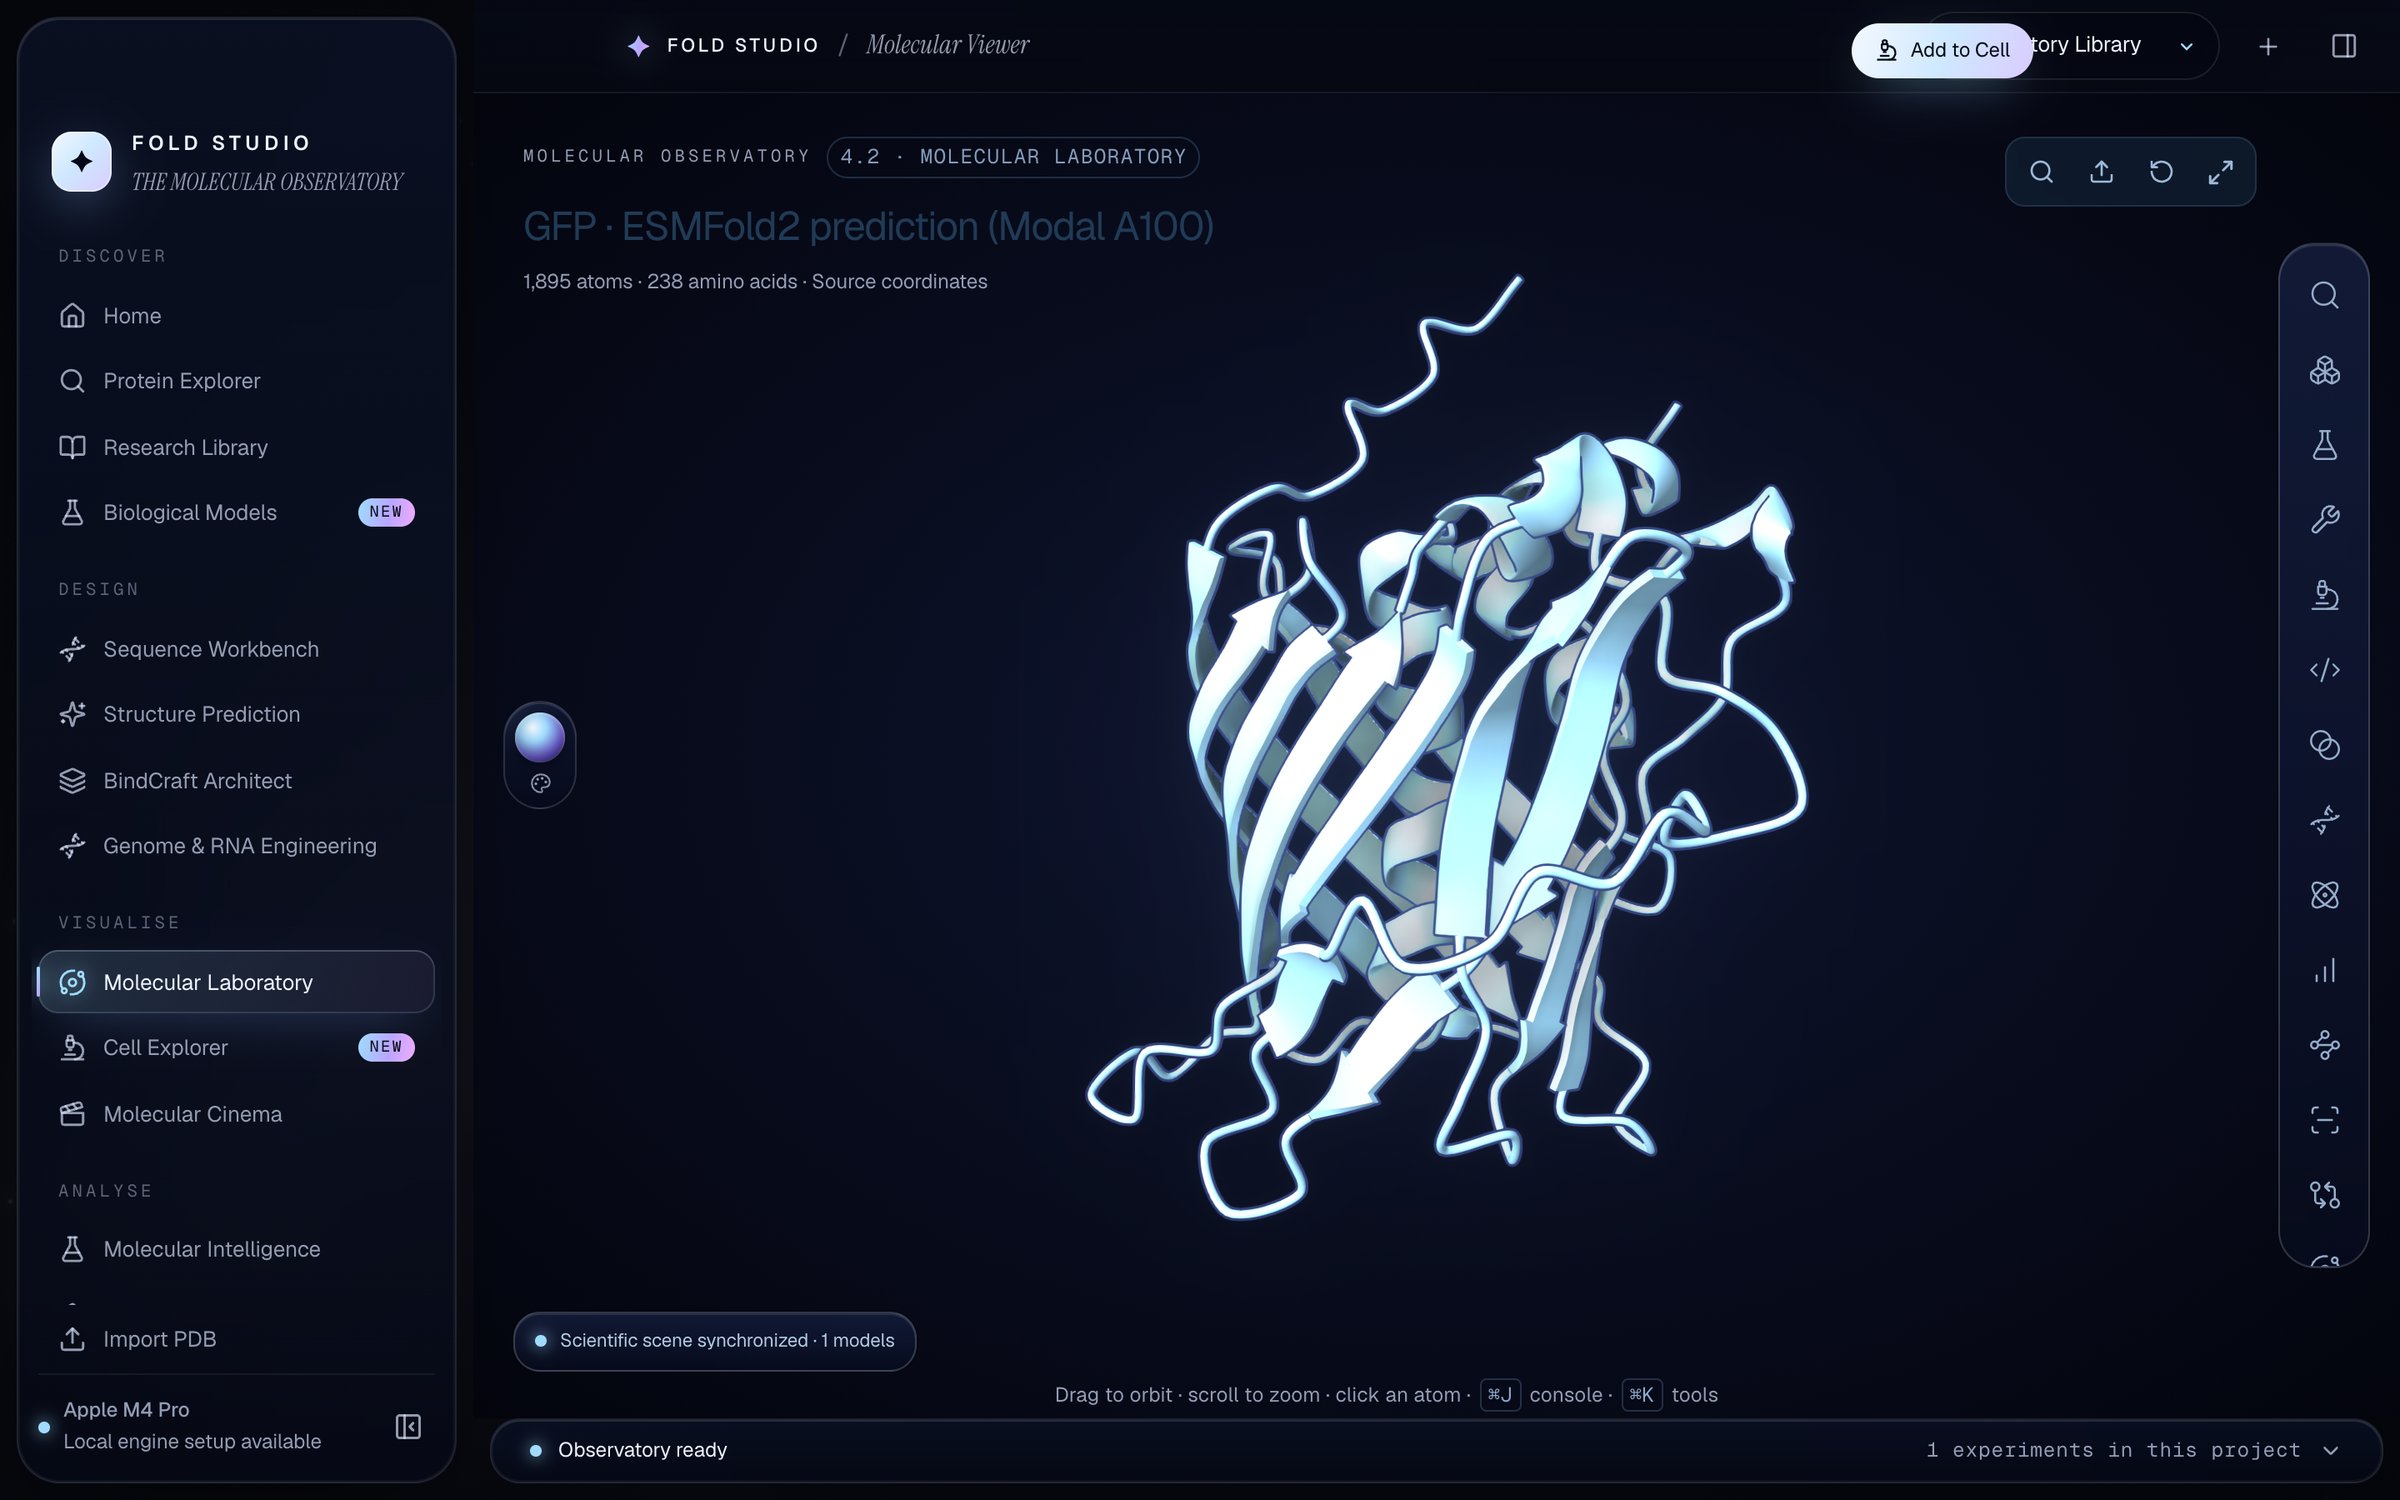 FOLD STUDIO
THE MOLECULAR OBSERVATORY
DISCOVER
Home
Protein Explorer
Research Library
Biological Models NEW
DESIGN
Sequence Workbench
Structure Prediction
BindCraft Architect
Genome & RNA Engineering
VISUALISE
Molecular Laboratory
Cell Explorer NEW
Molecular Cinema
ANALYSE
Molecular Intelligence
Import PDB
Apple M4 Pro
Local engine setup available
FOLD STUDIO / Molecular Viewer
Add to Cell
tory Library
MOLECULAR OBSERVATORY 4.2 · MOLECULAR LABORATORY
GFP · ESMFold2 prediction (Modal A100)
1,895 atoms · 238 amino acids · Source coordinates
Scientific scene synchronized · 1 models
Drag to orbit · scroll to zoom · click an atom · ⌘J console · ⌘K tools
Observatory ready
1 experiments in this project